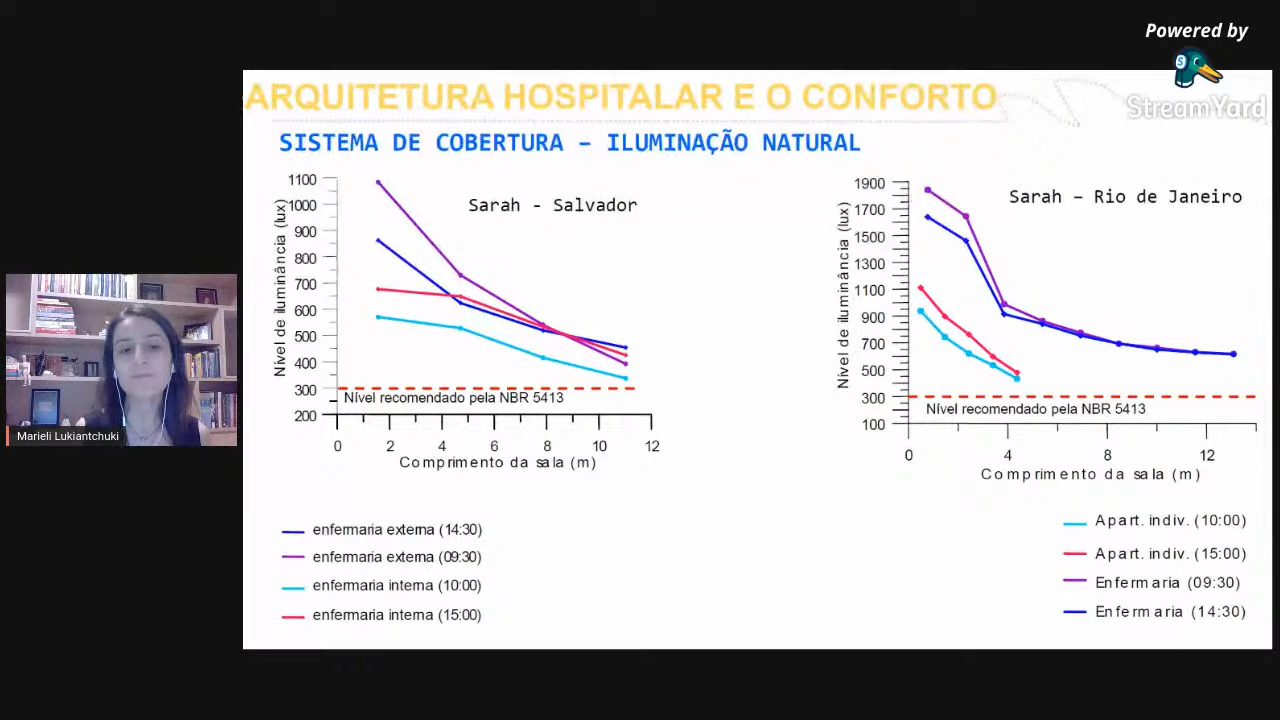 Powered by
StreamYard
ARQUITETURA HOSPITALAR E O CONFORTO
SISTEMA DE COBERTURA – ILUMINAÇÃO NATURAL
Sarah - Salvador
Nível de iluminância (lux)
1100
1000
900
800
700
600
500
400
300
200
Nível recomendado pela NBR 5413
0 2 4 6 8 10 12
Comprimento da sala (m)
enfermaria externa (14:30)
enfermaria externa (09:30)
enfermaria interna (10:00)
enfermaria interna (15:00)
Sarah – Rio de Janeiro
Nível de iluminância (lux)
1900
1700
1500
1300
1100
900
700
500
300
100
Nível recomendado pela NBR 5413
0 4 8 12
Comprimento da sala (m)
Apart. indiv. (10:00)
Apart. indiv. (15:00)
Enfermaria (09:30)
Enfermaria (14:30)
Marieli Lukiantchuki